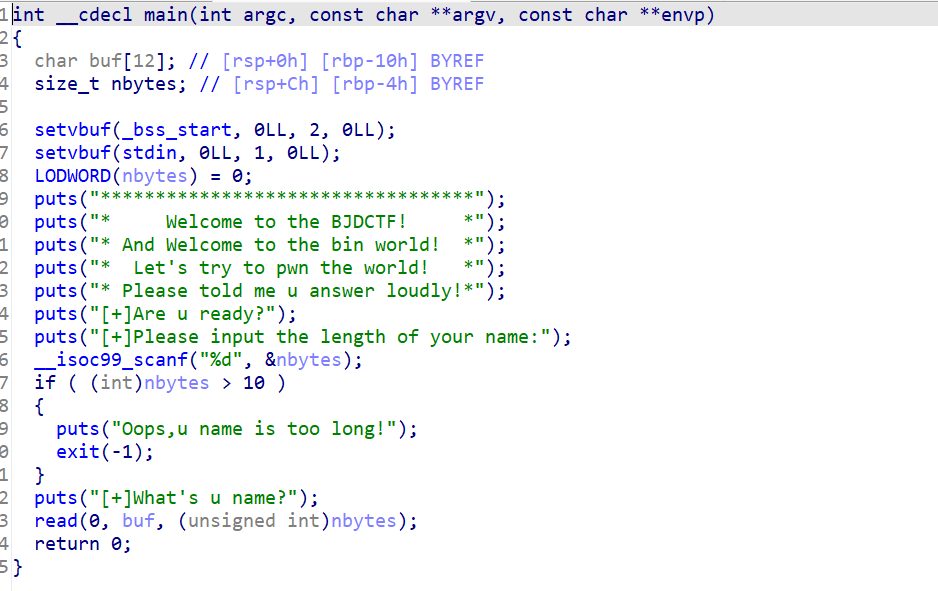 1 int __cdecl main(int argc, const char **argv, const char **envp)
2 {
3   char buf[12]; // [rsp+0h] [rbp-10h] BYREF
4   size_t nbytes; // [rsp+Ch] [rbp-4h] BYREF
5
6   setvbuf(_bss_start, 0LL, 2, 0LL);
7   setvbuf(stdin, 0LL, 1, 0LL);
8   LODWORD(nbytes) = 0;
9   puts("**********************************");
0   puts("*     Welcome to the BJDCTF!     *");
1   puts("* And Welcome to the bin world!  *");
2   puts("*  Let's try to pwn the world!   *");
3   puts("* Please told me u answer loudly!*");
4   puts("[+]Are u ready?");
5   puts("[+]Please input the length of your name:");
6   __isoc99_scanf("%d", &nbytes);
7   if ( (int)nbytes > 10 )
8   {
9     puts("Oops,u name is too long!");
0     exit(-1);
1   }
2   puts("[+]What's u name?");
3   read(0, buf, (unsigned int)nbytes);
4   return 0;
5 }